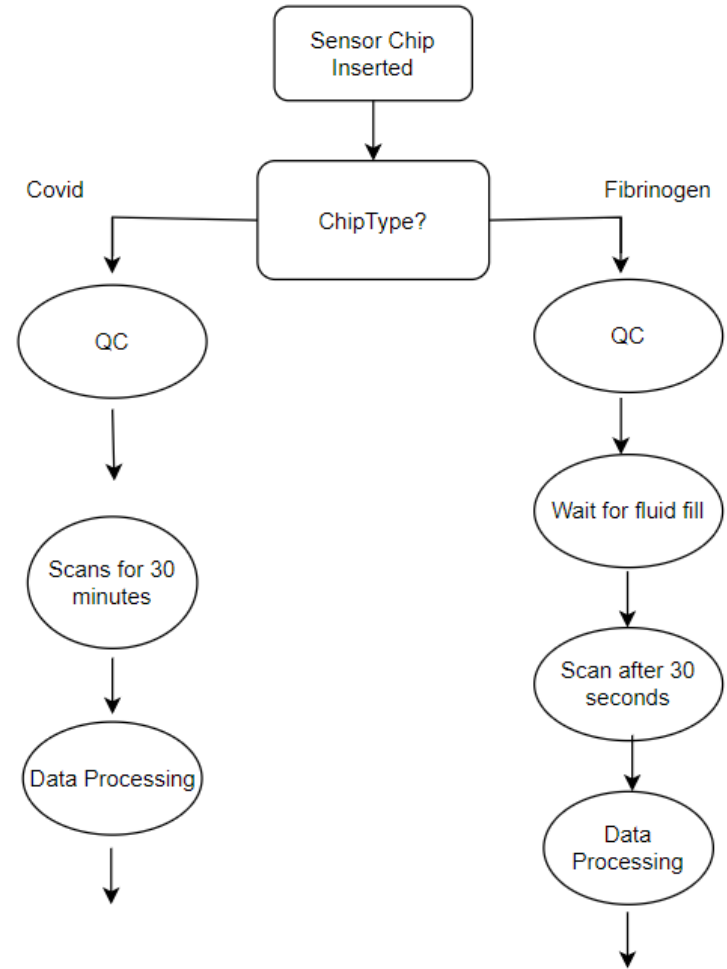 Sensor Chip
Inserted
Covid
ChipType?
Fibrinogen
QC
QC
Wait for fluid fill
Scans for 30
minutes
Scan after 30
seconds
Data Processing
Data
Processing